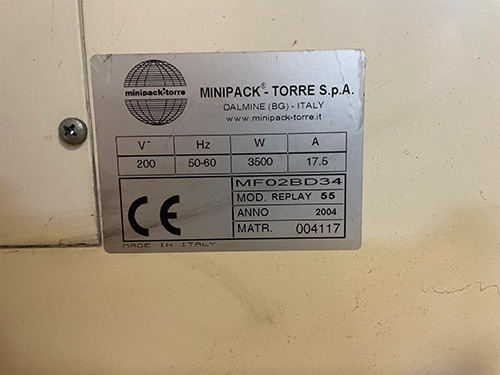 minipack-torre
MINIPACK®- TORRE S.p.A.
DALMINE (BG) - ITALY
www.minipack-torre.it
V~ Hz W A
200 50-60 3500 17.5
CE
MF02BD34
MOD. REPLAY 55
ANNO 2004
MATR. 004117
MADE IN ITALY